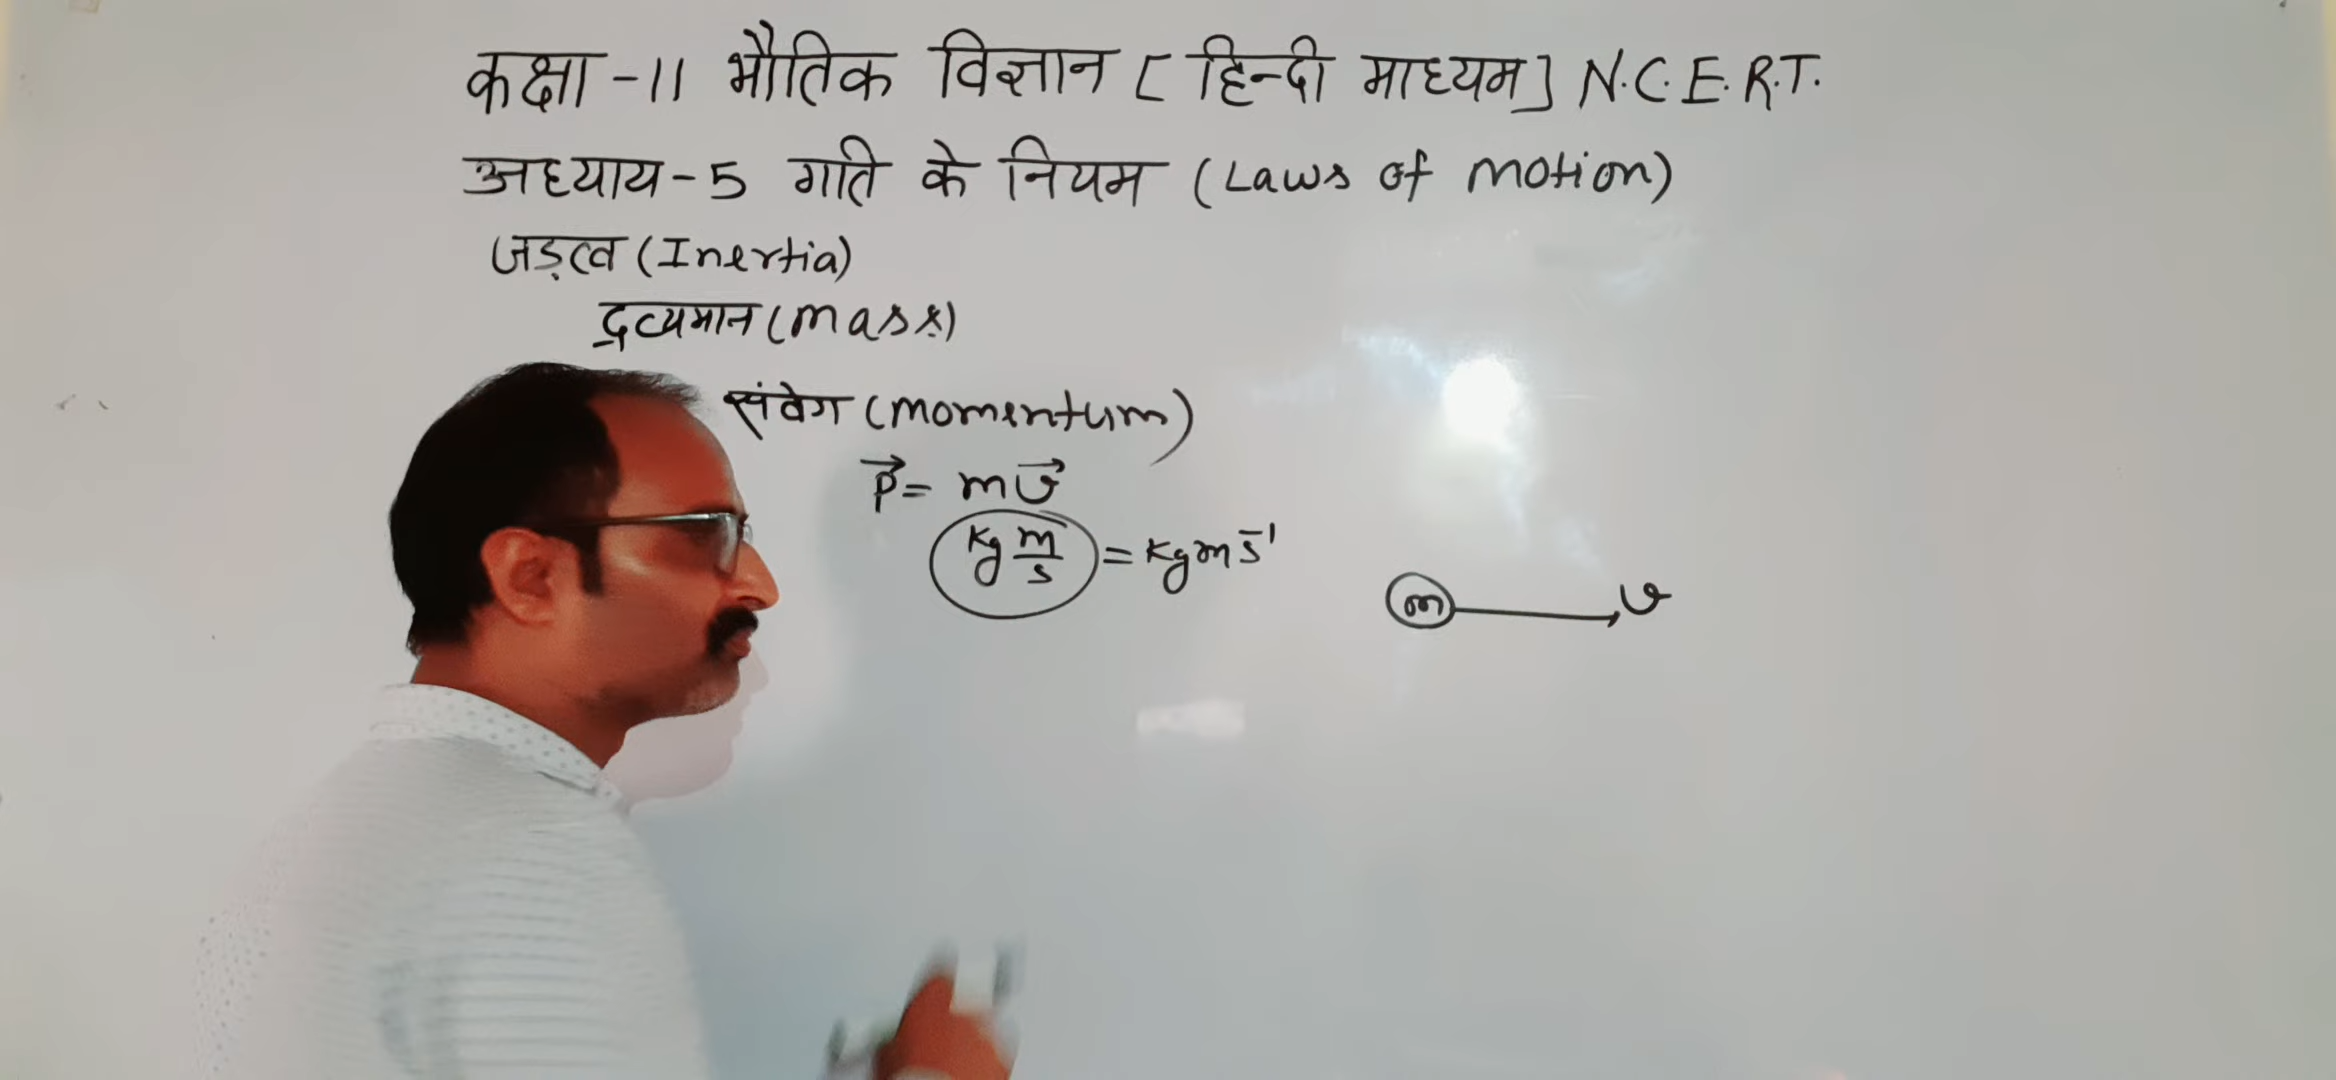 कक्षा -11 भौतिक विज्ञान [ हिन्दी माध्यम] N.C.E.R.T.
अध्याय-5 गति के नियम (Laws of motion)
जड़त्व (Inertia)
द्रव्यमान (mass)
संवेग (momentum)
p⃗ = mv⃗
kg m/s = kgms⁻¹
m v